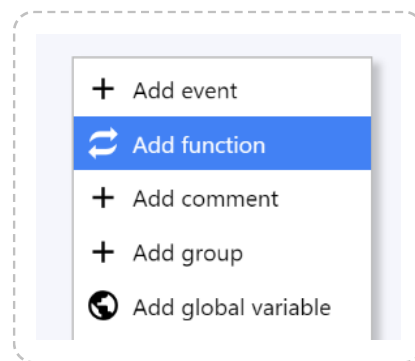 Add event
Add function
Add comment
Add group
Add global variable